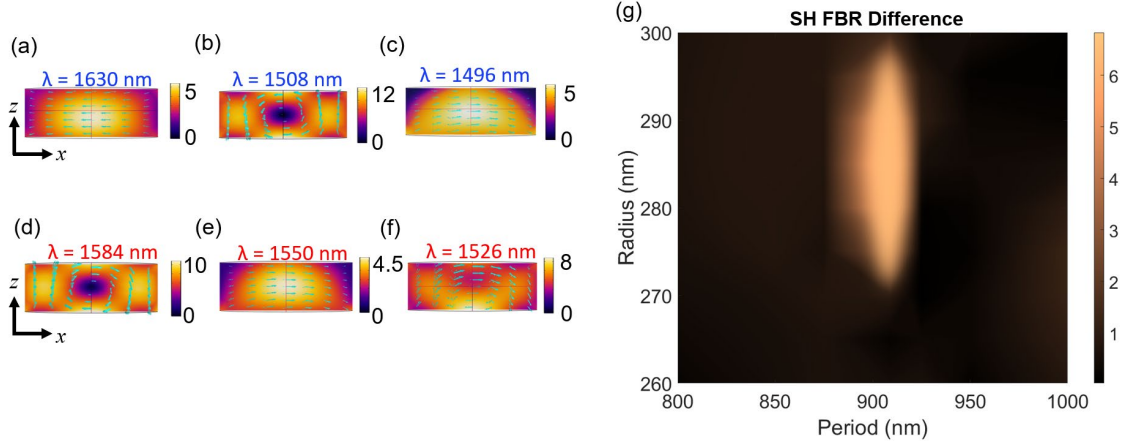 (a)
λ = 1630 nm
5
0
z
x
(b)
λ = 1508 nm
12
0
(c)
λ = 1496 nm
5
0
(d)
λ = 1584 nm
10
0
z
x
(e)
λ = 1550 nm
4.5
0
(f)
λ = 1526 nm
8
0
(g)
SH FBR Difference
300
290
280
270
260
Radius (nm)
800
850
900
950
1000
Period (nm)
6
5
4
3
2
1